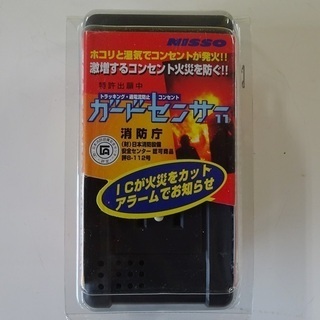 NISSO
ホコリと湿気でコンセントが発火!!
激増するコンセント火災を防ぐ!!
特許出願中
トラッキング・過電流防止 コンセント
ガードセンサー11
消防庁
(財)日本消防設備
安全センター認可商品
ICが火災をカット
アラームでお知らせ